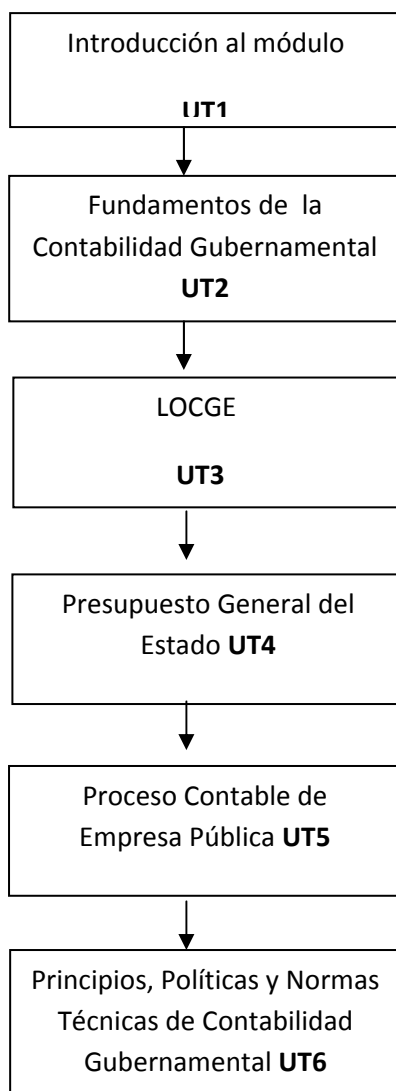 Introducción al módulo
UT1
Fundamentos de la
Contabilidad Gubernamental
UT2
LOCGE
UT3
Presupuesto General del
Estado UT4
Proceso Contable de
Empresa Pública UT5
Principios, Políticas y Normas
Técnicas de Contabilidad
Gubernamental UT6